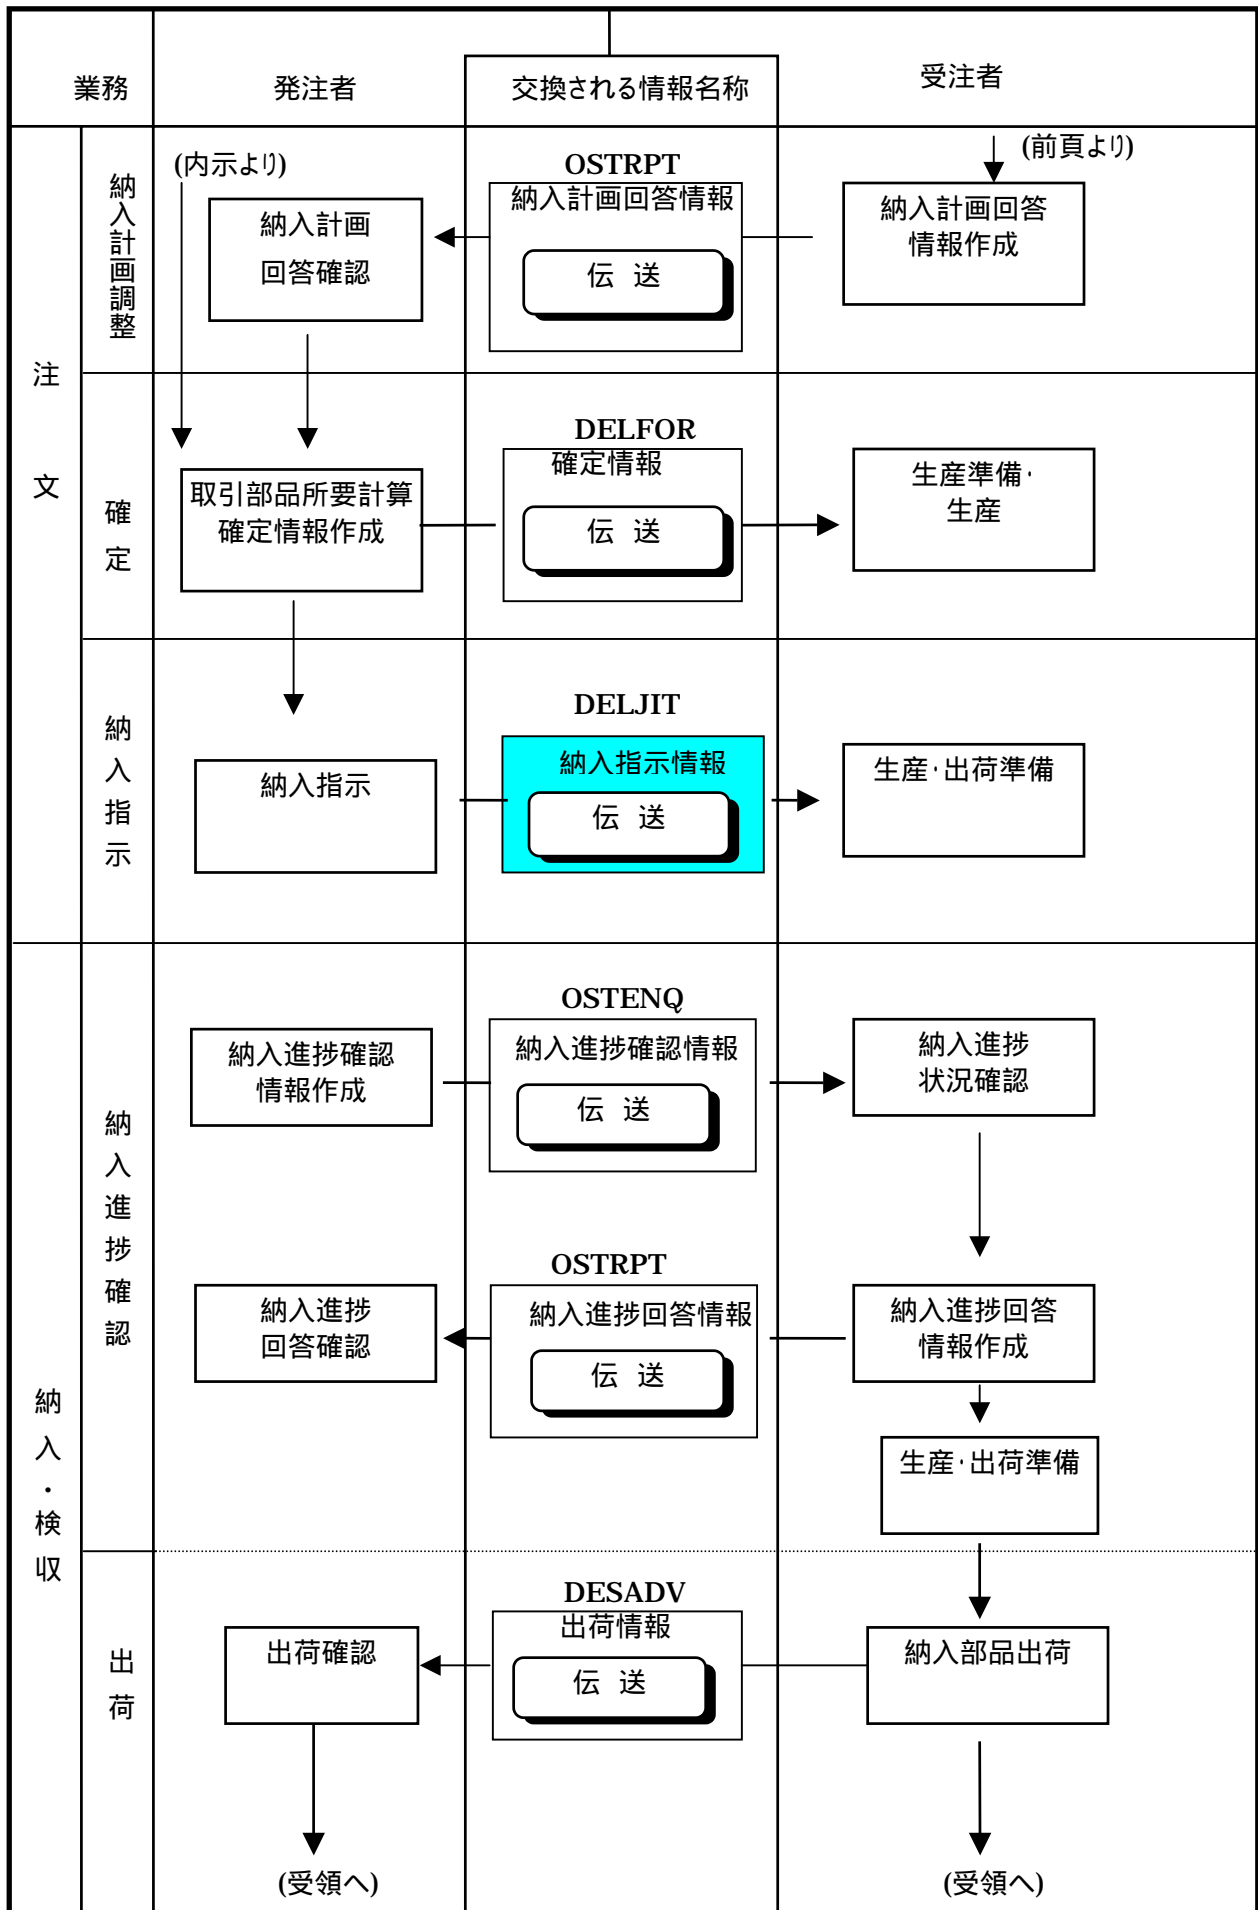 業務
発注者
交換される情報名称
受注者
注文
納入計画調整
(内示より)
納入計画
回答確認
OSTRPT
納入計画回答情報
伝 送
(前頁より)
納入計画回答
情報作成
確定
取引部品所要計算
確定情報作成
DELFOR
確定情報
伝 送
生産準備・
生産
納入指示
納入指示
DELJIT
納入指示情報
伝 送
生産・出荷準備
納入・検収
納入進捗確認
納入進捗確認
情報作成
OSTENQ
納入進捗確認情報
伝 送
納入進捗
状況確認
納入進捗
回答確認
OSTRPT
納入進捗回答情報
伝 送
納入進捗回答
情報作成
生産・出荷準備
出荷
出荷確認
DESADV
出荷情報
伝 送
納入部品出荷
(受領へ)
(受領へ)